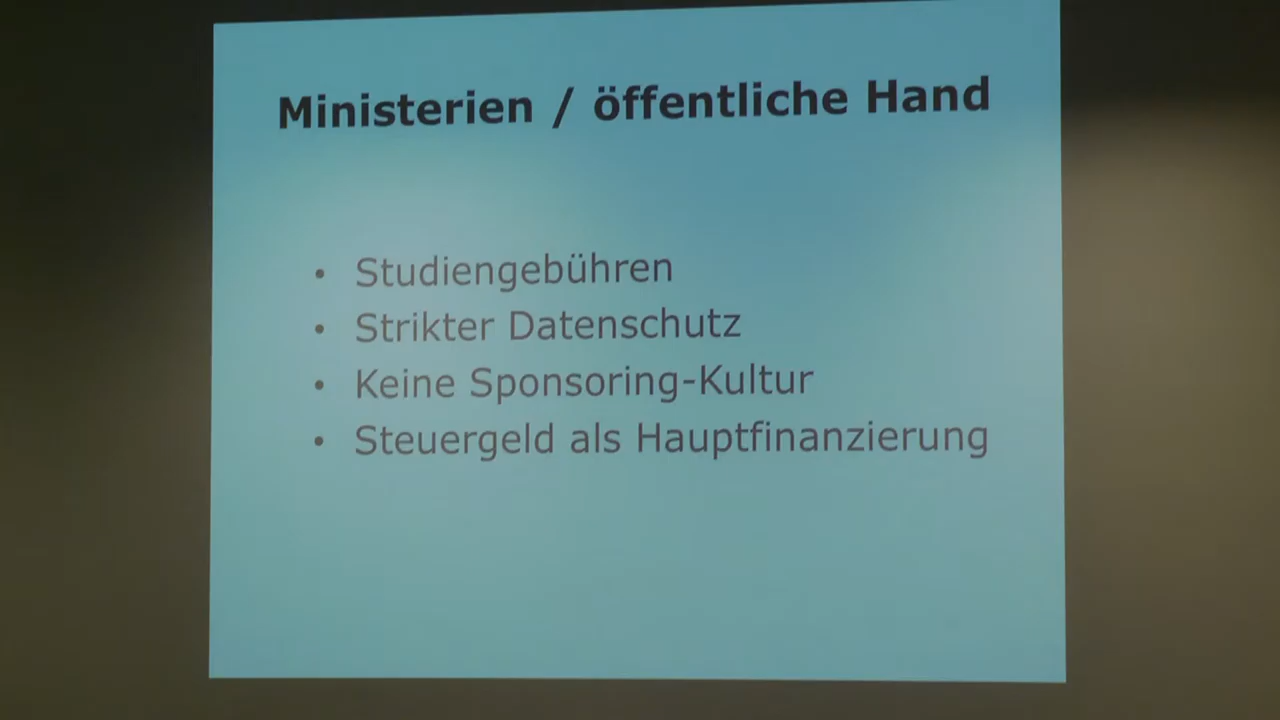 Ministerien / öffentliche Hand
• Studiengebühren
• Strikter Datenschutz
• Keine Sponsoring-Kultur
• Steuergeld als Hauptfinanzierung